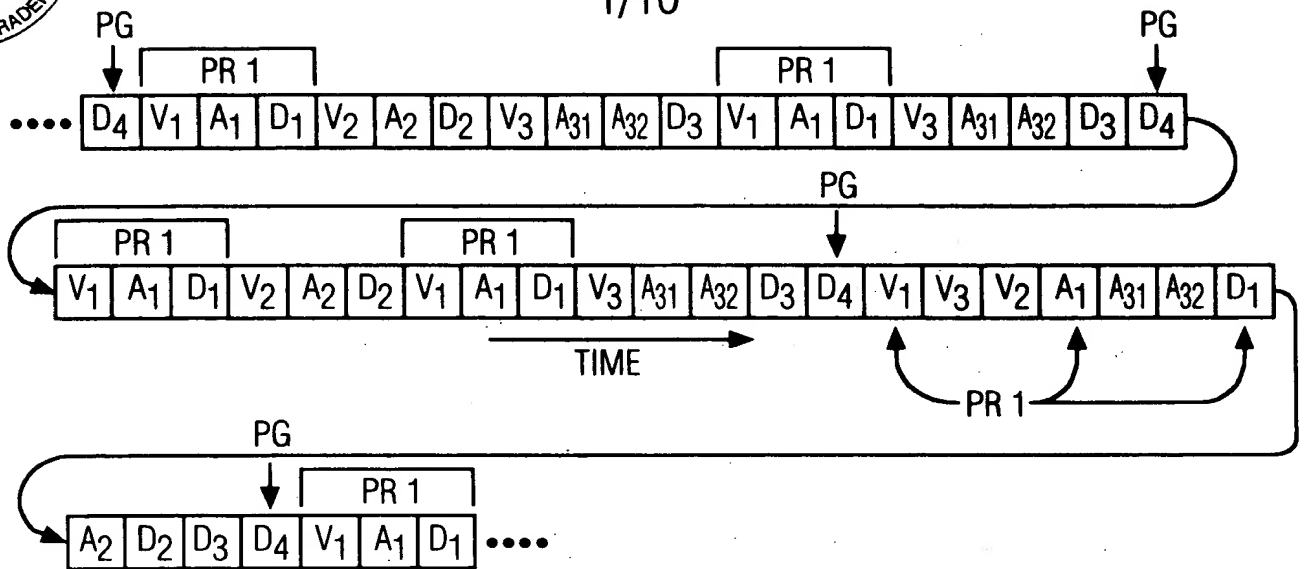 1/10
PG PG
PR 1 PR 1
D4 V1 A1 D1 V2 A2 D2 V3 A31 A32 D3 V1 A1 D1 V3 A31 A32 D3 D4
PG
PR 1 PR 1
V1 A1 D1 V2 A2 D2 V1 A1 D1 V3 A31 A32 D3 D4 V1 V3 V2 A1 A31 A32 D1
TIME
PR 1
PG
PR 1
A2 D2 D3 D4 V1 A1 D1